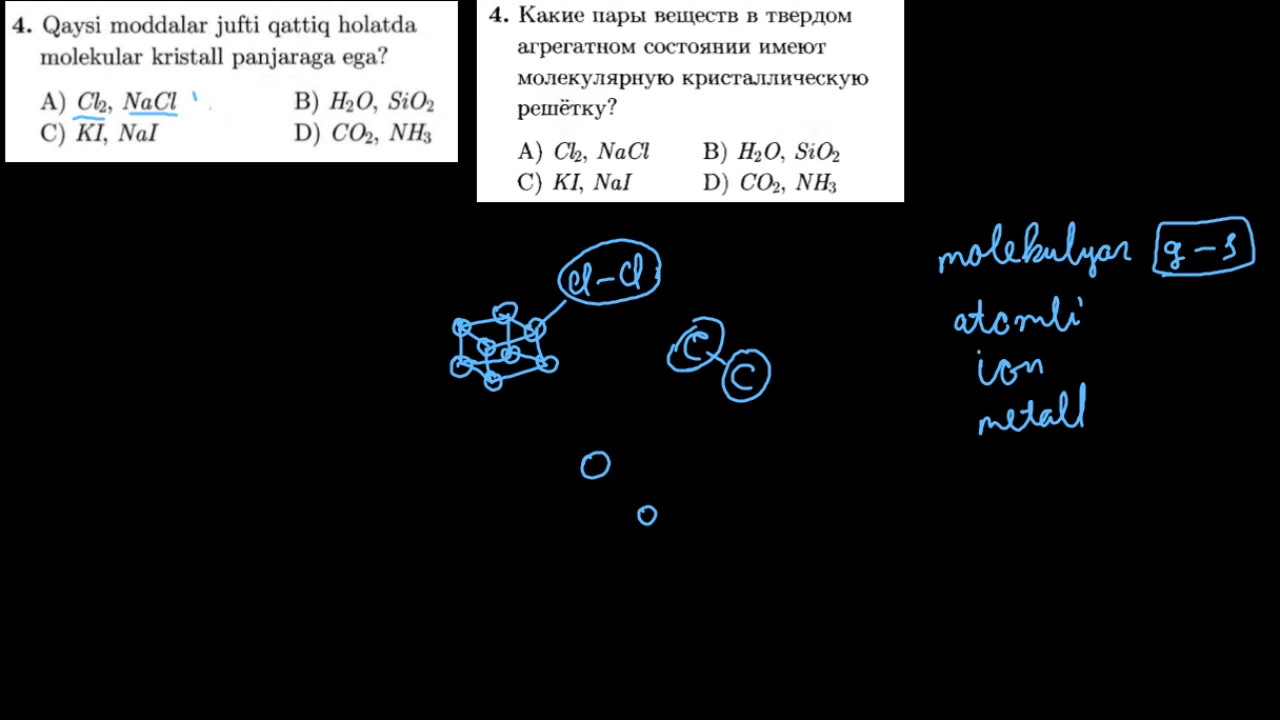 4. Qaysi moddalar jufti qattiq holatda
molekular kristall panjaraga ega?
A) Cl₂, NaCl B) H₂O, SiO₂
C) KI, NaI D) CO₂, NH₃
4. Какие пары веществ в твердом
агрегатном состоянии имеют
молекулярную кристаллическую
решётку?
A) Cl₂, NaCl B) H₂O, SiO₂
C) KI, NaI D) CO₂, NH₃
molekulyar g-s
atomli
ion
metall
Cl-Cl
C
C